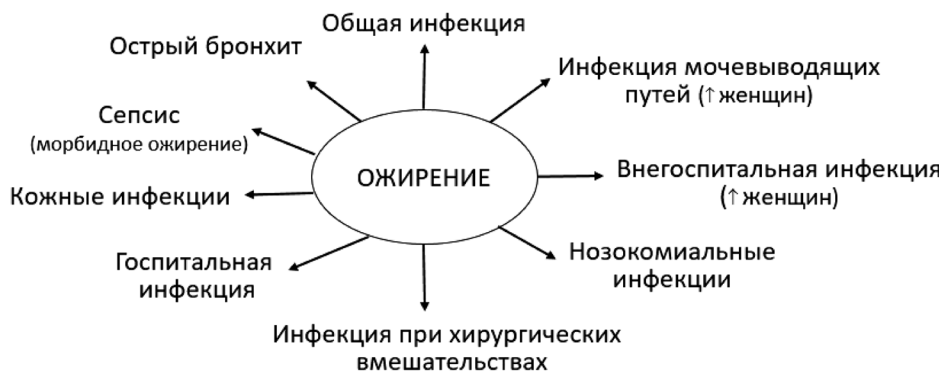 Общая инфекция
Острый бронхит
Инфекция мочевыводящих
путей (↑женщин)
Сепсис
(морбидное ожирение)
ОЖИРЕНИЕ
Внегоспитальная инфекция
(↑женщин)
Кожные инфекции
Госпитальная
инфекция
Нозокомиальные
инфекции
Инфекция при хирургических
вмешательствах